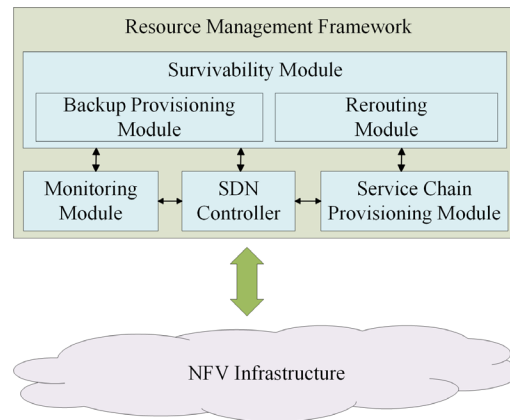 Resource Management Framework
Survivability Module
Backup Provisioning
Module
Rerouting
Module
Monitoring
Module
SDN
Controller
Service Chain
Provisioning Module
NFV Infrastructure